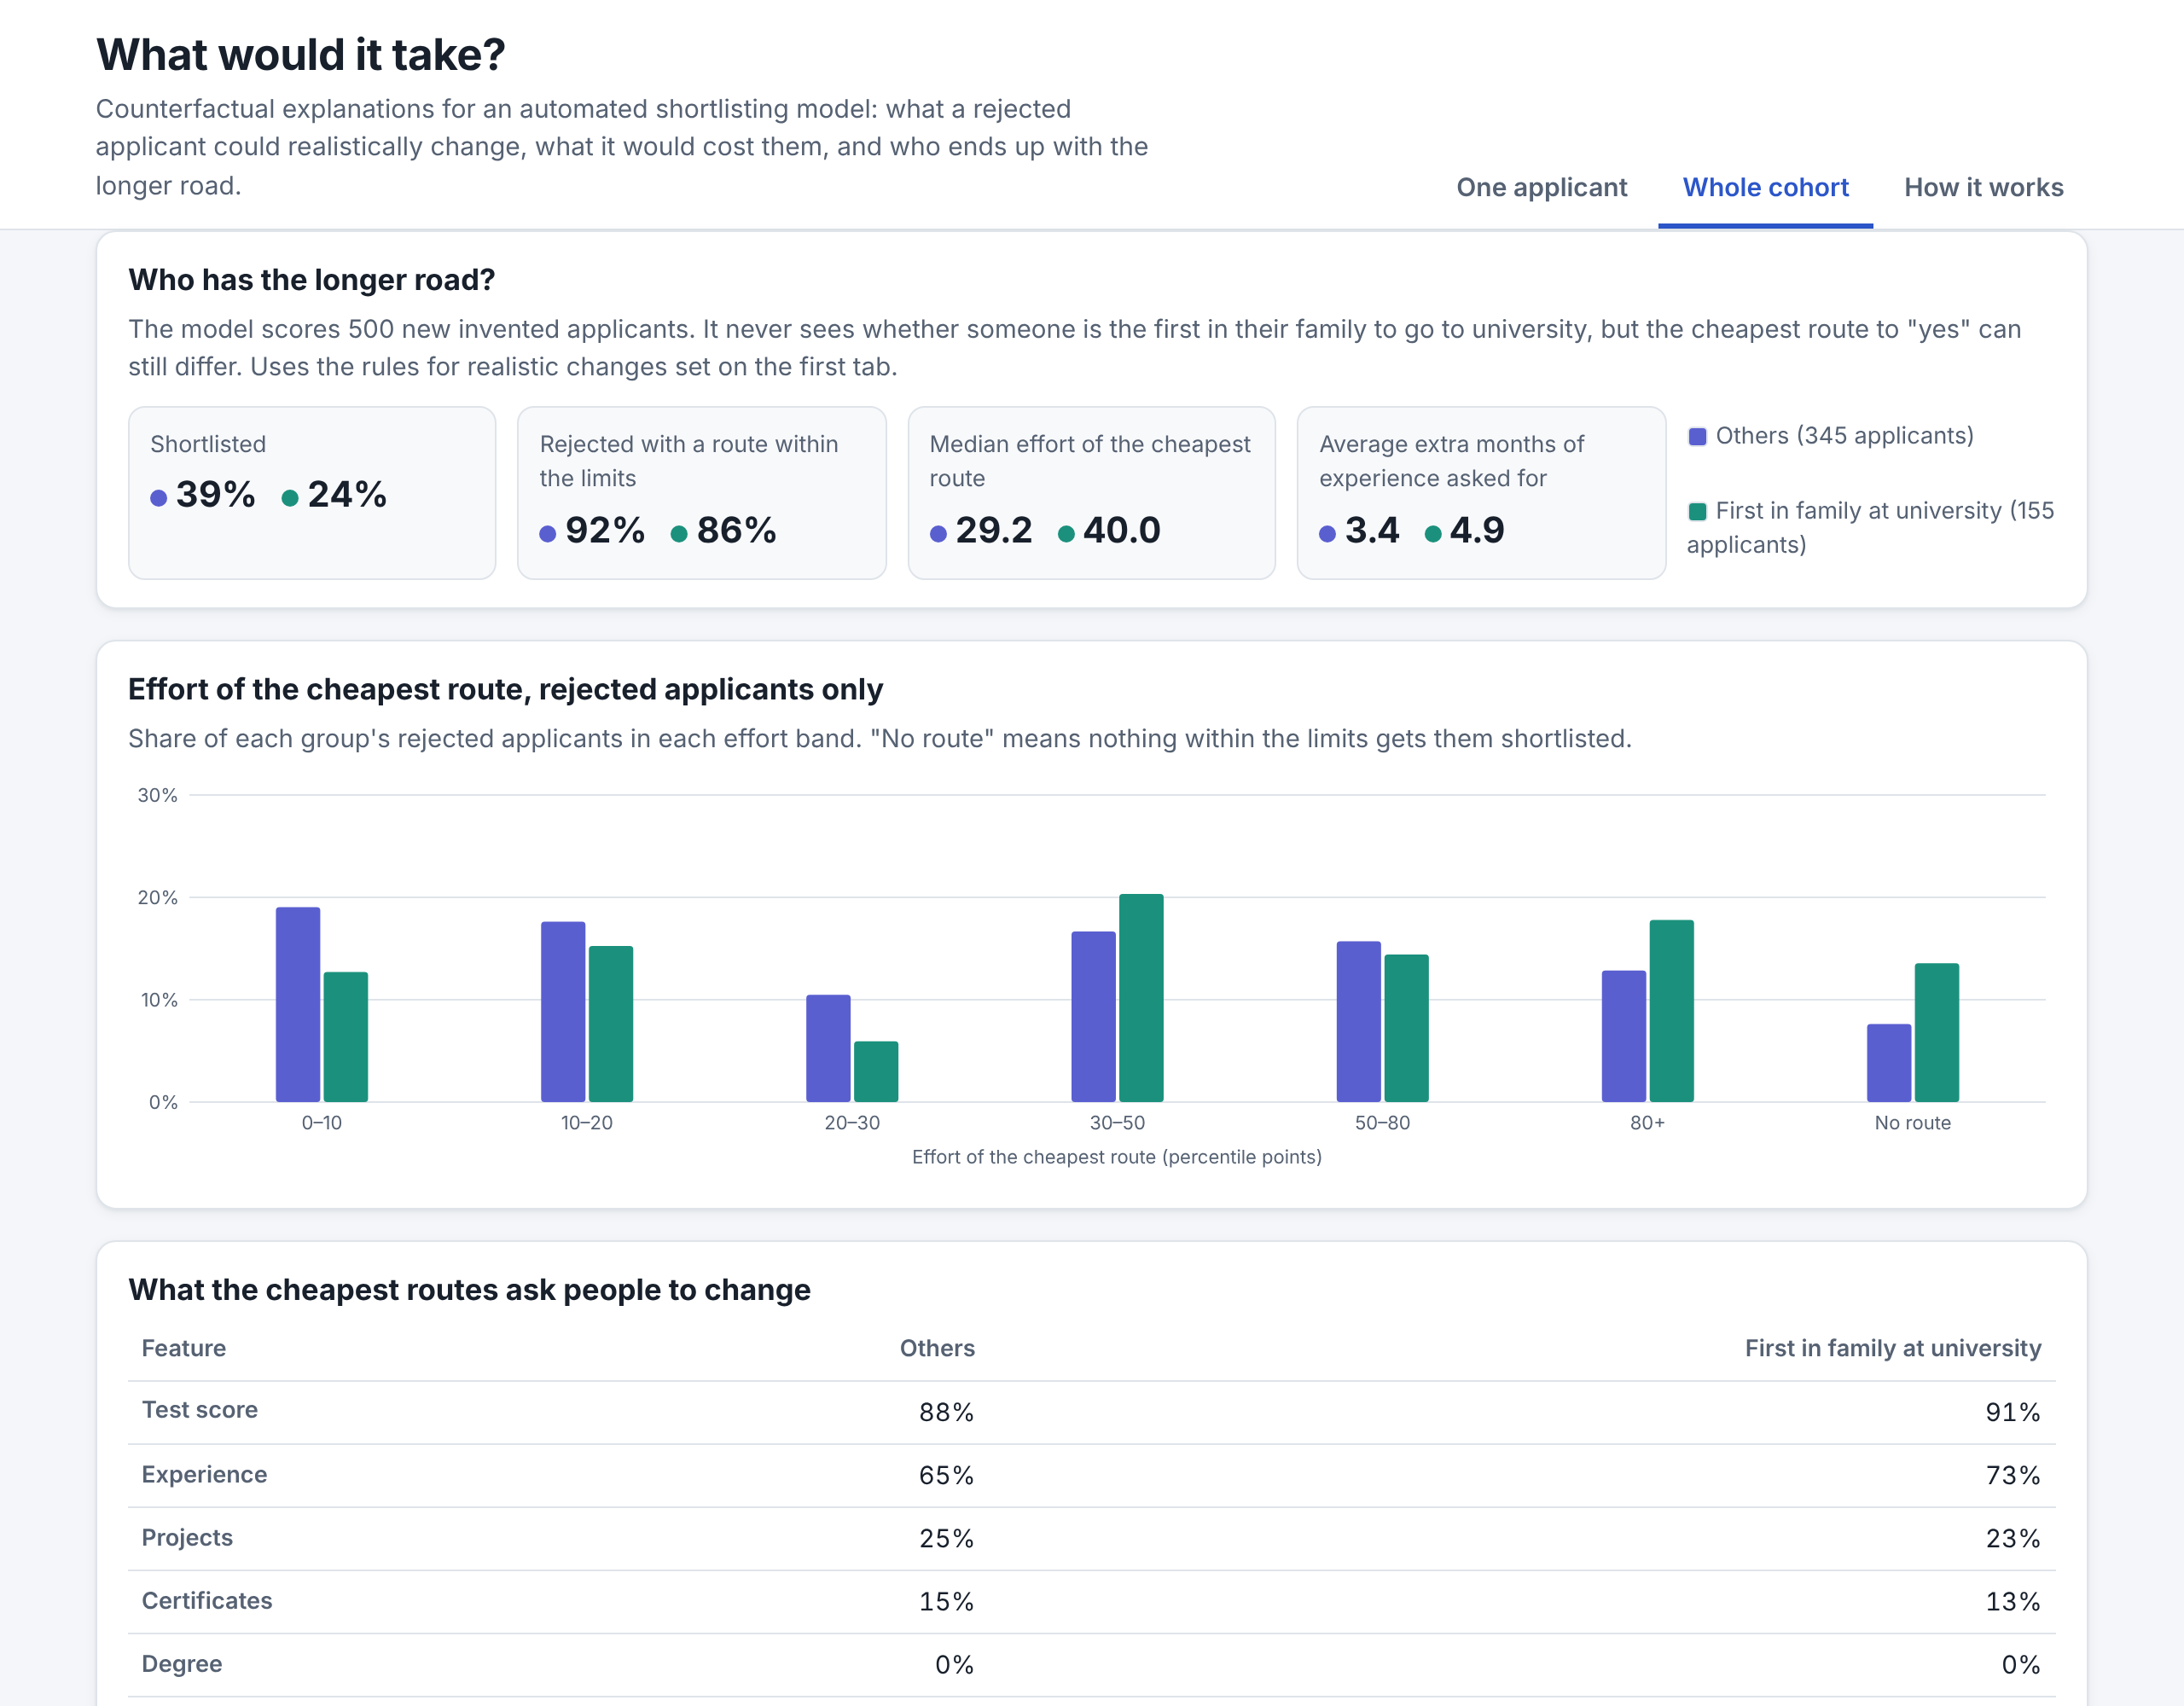 What would it take?
Counterfactual explanations for an automated shortlisting model: what a rejected
applicant could realistically change, what it would cost them, and who ends up with the
longer road.
One applicant
Whole cohort
How it works
Who has the longer road?
The model scores 500 new invented applicants. It never sees whether someone is the first in their family to go to university, but the cheapest route to "yes" can
still differ. Uses the rules for realistic changes set on the first tab.
Shortlisted
39% 24%
Rejected with a route within
the limits
92% 86%
Median effort of the cheapest
route
29.2 40.0
Average extra months of
experience asked for
3.4 4.9
Others (345 applicants)
First in family at university (155
applicants)
Effort of the cheapest route, rejected applicants only
Share of each group's rejected applicants in each effort band. "No route" means nothing within the limits gets them shortlisted.
30%
20%
10%
0%
0–10 10–20 20–30 30–50 50–80 80+ No route
Effort of the cheapest route (percentile points)
What the cheapest routes ask people to change
Feature Others First in family at university
Test score 88% 91%
Experience 65% 73%
Projects 25% 23%
Certificates 15% 13%
Degree 0% 0%